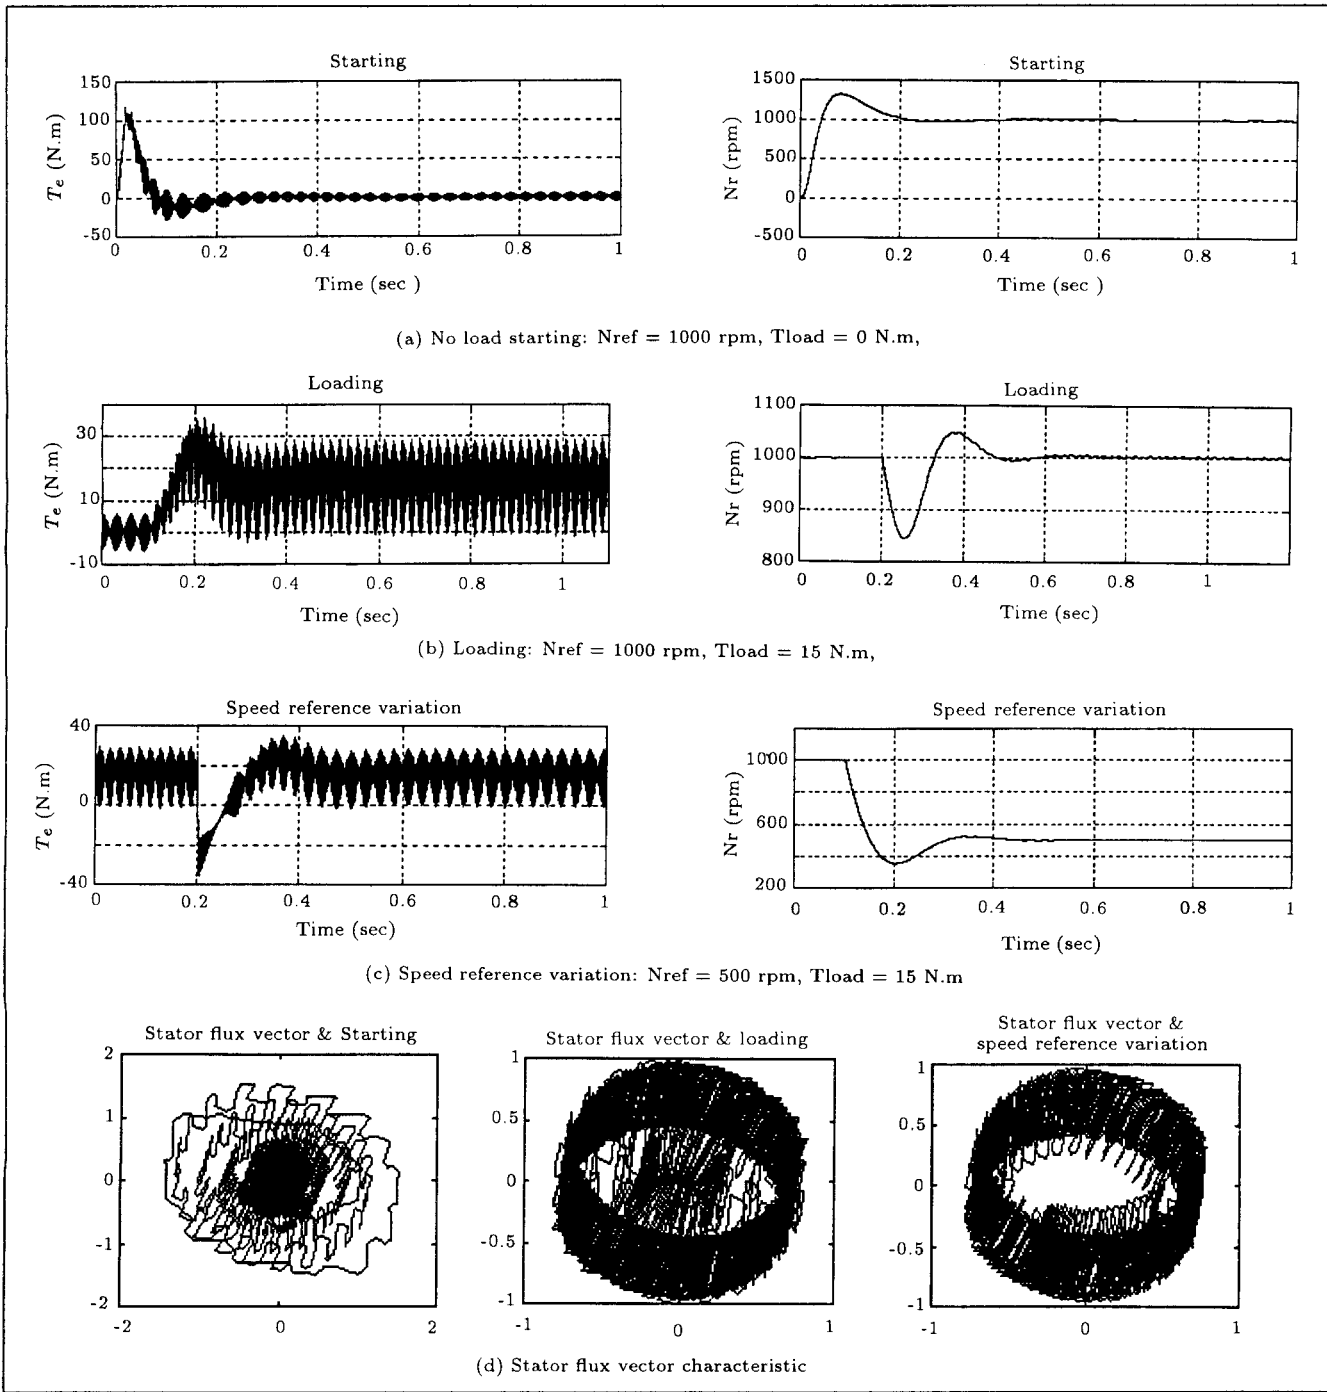 Starting
150
100
50
0
-50
T_e (N.m)
0 0.2 0.4 0.6 0.8 1
Time (sec )
Starting
1500
1000
500
0
-500
Nr (rpm)
0 0.2 0.4 0.6 0.8 1
Time (sec )
(a) No load starting: Nref = 1000 rpm, Tload = 0 N.m,
Loading
30
10
-10
T_e (N.m)
0 0.2 0.4 0.6 0.8 1
Time (sec)
Loading
1100
1000
900
800
Nr (rpm)
0 0.2 0.4 0.6 0.8 1
Time (sec)
(b) Loading: Nref = 1000 rpm, Tload = 15 N.m,
Speed reference variation
40
0
-40
T_e (N.m)
0 0.2 0.4 0.6 0.8 1
Time (sec)
Speed reference variation
1000
600
200
Nr (rpm)
0 0.2 0.4 0.6 0.8 1
Time (sec)
(c) Speed reference variation: Nref = 500 rpm, Tload = 15 N.m
Stator flux vector & Starting
2
1
0
-1
-2
-2 0 2
Stator flux vector & loading
1
0.5
0
-0.5
-1
-1 0 1
Stator flux vector &
speed reference variation
1
0.5
0
-0.5
-1
-1 0 1
(d) Stator flux vector characteristic